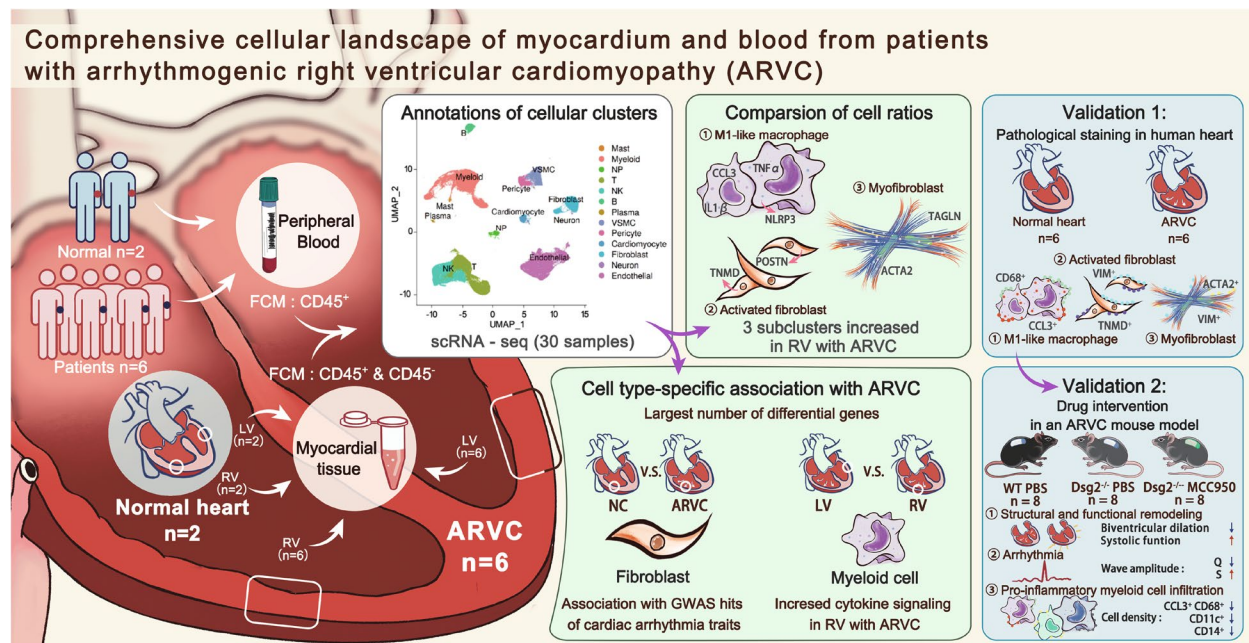 Comprehensive cellular landscape of myocardium and blood from patients
with arrhythmogenic right ventricular cardiomyopathy (ARVC)
Normal n=2
Patients n=6
Peripheral
Blood
FCM : CD45⁺
FCM : CD45⁺ & CD45⁻
Normal heart
n=2
LV
(n=2)
RV
(n=2)
Myocardial
tissue
LV
(n=6)
RV
(n=6)
ARVC
n=6
Annotations of cellular clusters
UMAP_2
10
0
-10
-10
-5
0
5
10
15
UMAP_1
B
Myeloid
Mast
Plasma
VSMC
Pericyte
Cardiomyocyte
Fibroblast
Neuron
NP
NK
T
Endothelial
Mast
Myeloid
NP
T
NK
B
Plasma
VSMC
Pericyte
Cardiomyocyte
Fibroblast
Neuron
Endothelial
scRNA - seq (30 samples)
Comparsion of cell ratios
① M1-like macrophage
CCL3
TNFα
IL1-β
NLRP3
③ Myofibroblast
TAGLN
ACTA2
POSTN
TNMD
② Activated fibroblast
3 subclusters increased
in RV with ARVC
Cell type-specific association with ARVC
Largest number of differential genes
V.S.
NC
ARVC
Fibroblast
Association with GWAS hits
of cardiac arrhythmia traits
V.S.
LV
RV
Myeloid cell
Incresed cytokine signaling
in RV with ARVC
Validation 1:
Pathological staining in human heart
Normal heart
n=6
ARVC
n=6
② Activated fibroblast
CD68⁺
VIM⁺
ACTA2⁺
CCL3⁺
TNMD⁺
VIM⁺
① M1-like macrophage
③ Myofibroblast
Validation 2:
Drug intervention
in an ARVC mouse model
WT PBS
n = 8
Dsg2⁻/⁻ PBS
n = 8
Dsg2⁻/⁻ MCC950
n = 8
① Structural and functional remodeling
Biventricular dilation ↓
Systolic funtion ↑
② Arrhythmia
Wave amplitude : Q ↓
S ↑
③ Pro-inflammatory myeloid cell infiltration
Cell density : CCL3⁺ CD68⁺ ↓
CD11c⁺ ↓
CD14⁺ ↓